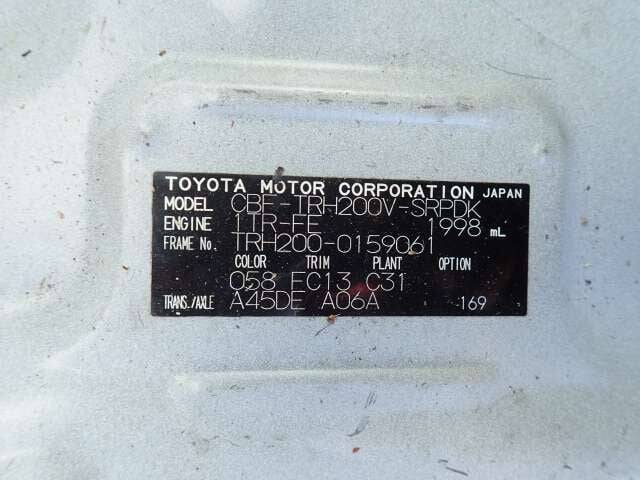 TOYOTA MOTOR CORPORATION JAPAN
MODEL CBF-TRH200V-SRPDK
ENGINE 1TR-FE 1998 mL
FRAME No. TRH200-0159061
COLOR TRIM PLANT OPTION
058 EC13 C31
TRANS./AXLE A45DE A06A 169